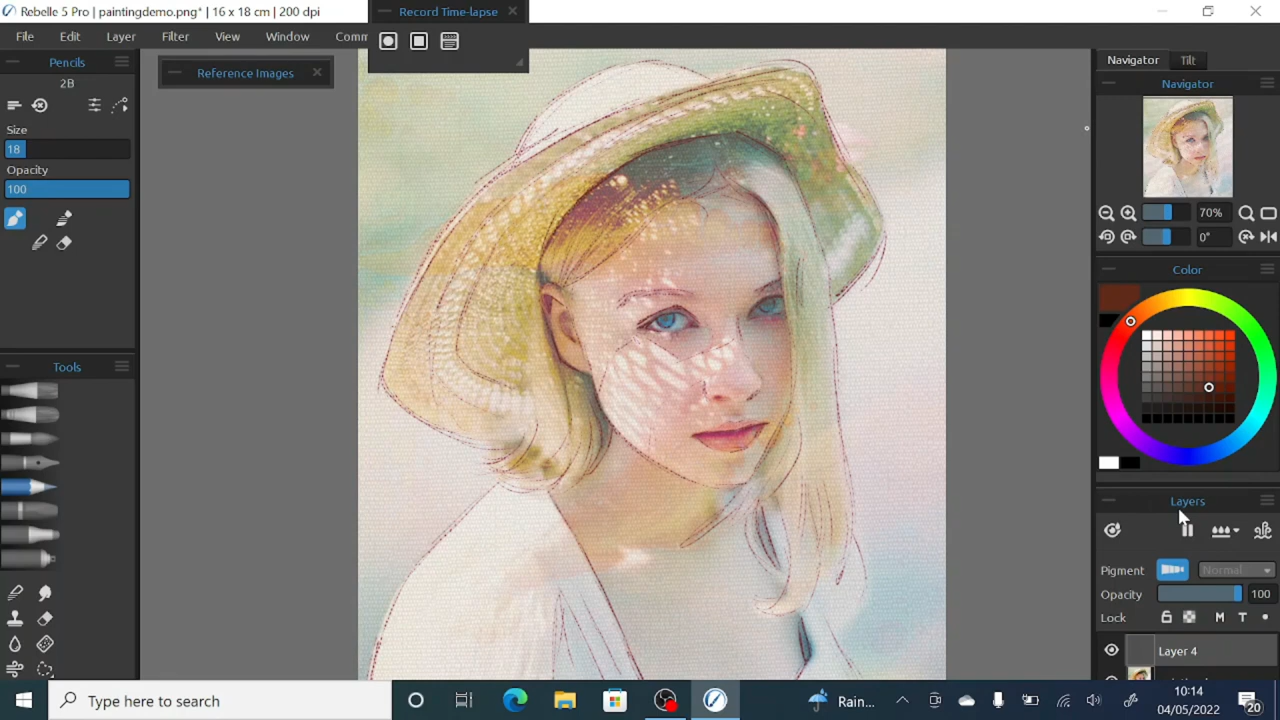 Rebelle 5 Pro | paintingdemo.png* | 16 x 18 cm | 200 dpi
Record Time-lapse
File Edit Layer Filter View Window Comm
Reference Images
Pencils
2B
Size
18
Opacity
100
Tools
Navigator Tilt
Navigator
70%
0°
Color
Layers
Pigment Normal
Opacity 100
Lock M T
Layer 4
Type here to search
Rain...
10:14
04/05/2022
20